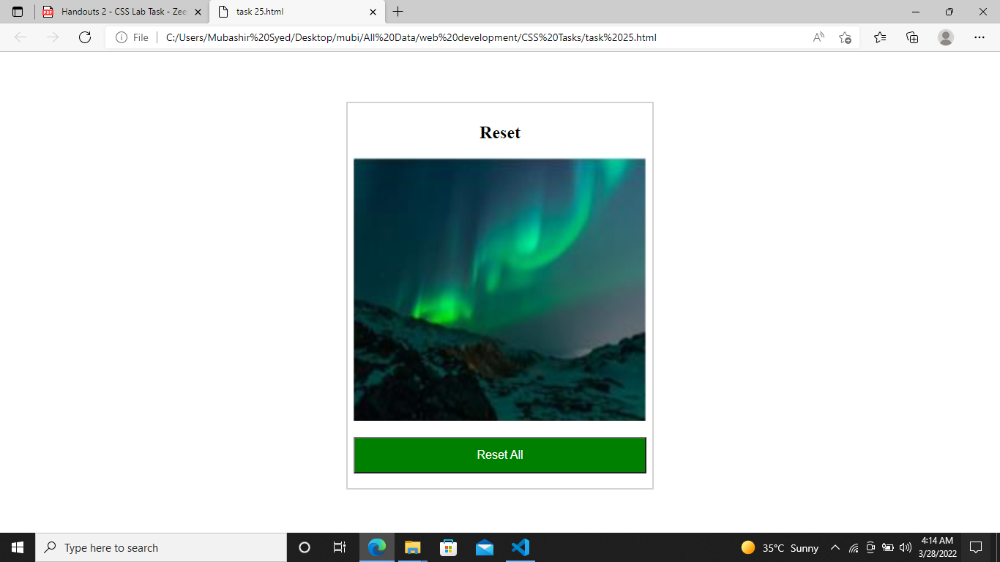 PDF Handouts 2 - CSS Lab Task - Zee
task 25.html
File
C:/Users/Mubashir%20Syed/Desktop/mubi/All%20Data/web%20development/CSS%20Tasks/task%2025.html
Reset
Reset All
Type here to search
35°C Sunny
4:14 AM
3/28/2022